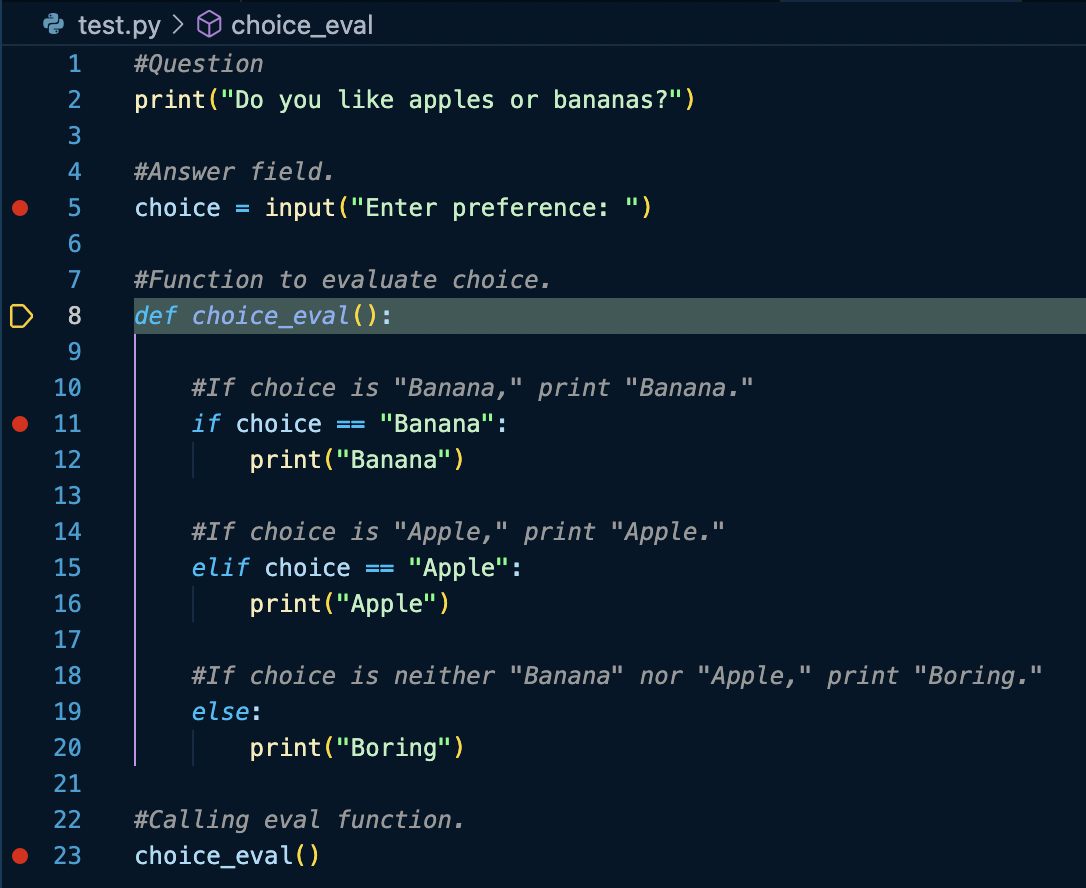 test.py > choice_eval
1 #Question
2 print("Do you like apples or bananas?")
3
4 #Answer field.
5 choice = input("Enter preference: ")
6
7 #Function to evaluate choice.
8 def choice_eval():
9
10 #If choice is "Banana," print "Banana."
11 if choice == "Banana":
12 print("Banana")
13
14 #If choice is "Apple," print "Apple."
15 elif choice == "Apple":
16 print("Apple")
17
18 #If choice is neither "Banana" nor "Apple," print "Boring."
19 else:
20 print("Boring")
21
22 #Calling eval function.
23 choice_eval()